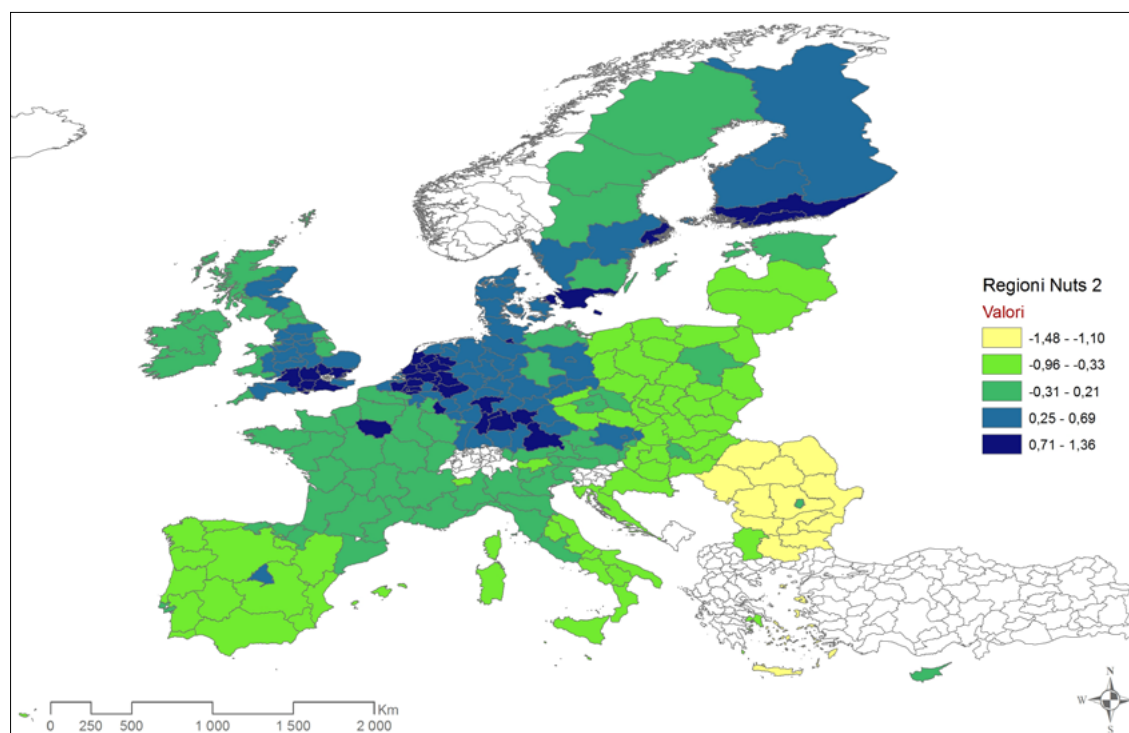 Regioni Nuts 2
Valori
-1,48 - -1,10
-0,96 - -0,33
-0,31 - 0,21
0,25 - 0,69
0,71 - 1,36
Km
0 250 500 1 000 1 500 2 000
N
W E
S